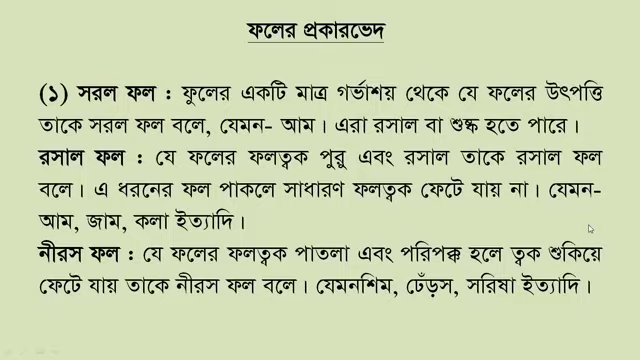 ফলের প্রকারভেদ
(১) সরল ফল : ফুলের একটি মাত্র গর্ভাশয় থেকে যে ফলের উৎপত্তি
তাকে সরল ফল বলে, যেমন- আম। এরা রসাল বা শুষ্ক হতে পারে।
রসাল ফল : যে ফলের ফলত্বক পুরু এবং রসাল তাকে রসাল ফল
বলে। এ ধরনের ফল পাকলে সাধারণ ফলত্বক ফেটে যায় না। যেমন-
আম, জাম, কলা ইত্যাদি।
নীরস ফল : যে ফলের ফলত্বক পাতলা এবং পরিপক্ক হলে ত্বক শুকিয়ে
ফেটে যায় তাকে নীরস ফল বলে। যেমনশিম, ঢেঁড়স, সরিষা ইত্যাদি।